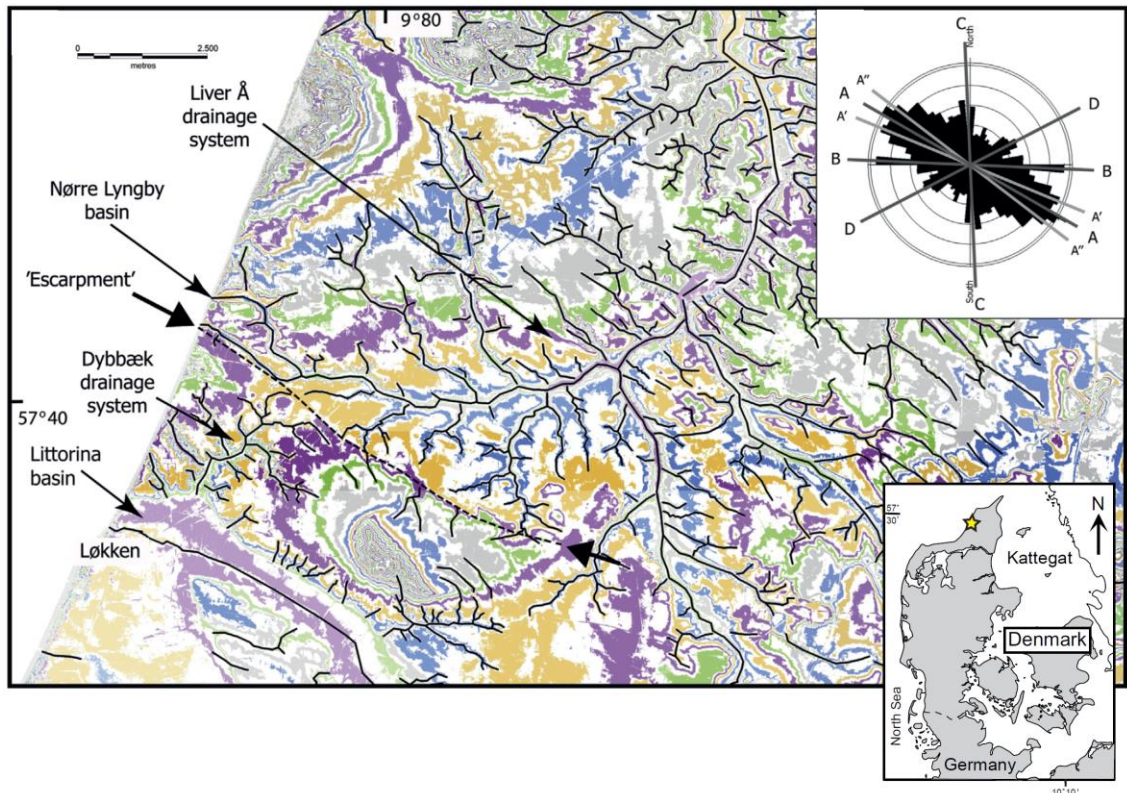 9°80
0
2.500
metres
Liver Å
drainage
system
Nørre Lyngby
basin
'Escarpment'
Dybbæk
drainage
system
57°40
Littorina
basin
Løkken
C
North
A''
A
A'
B
D
D
B
A'
A
A''
South
C
57°
30'
N
Kattegat
Denmark
North Sea
Germany
10°10'